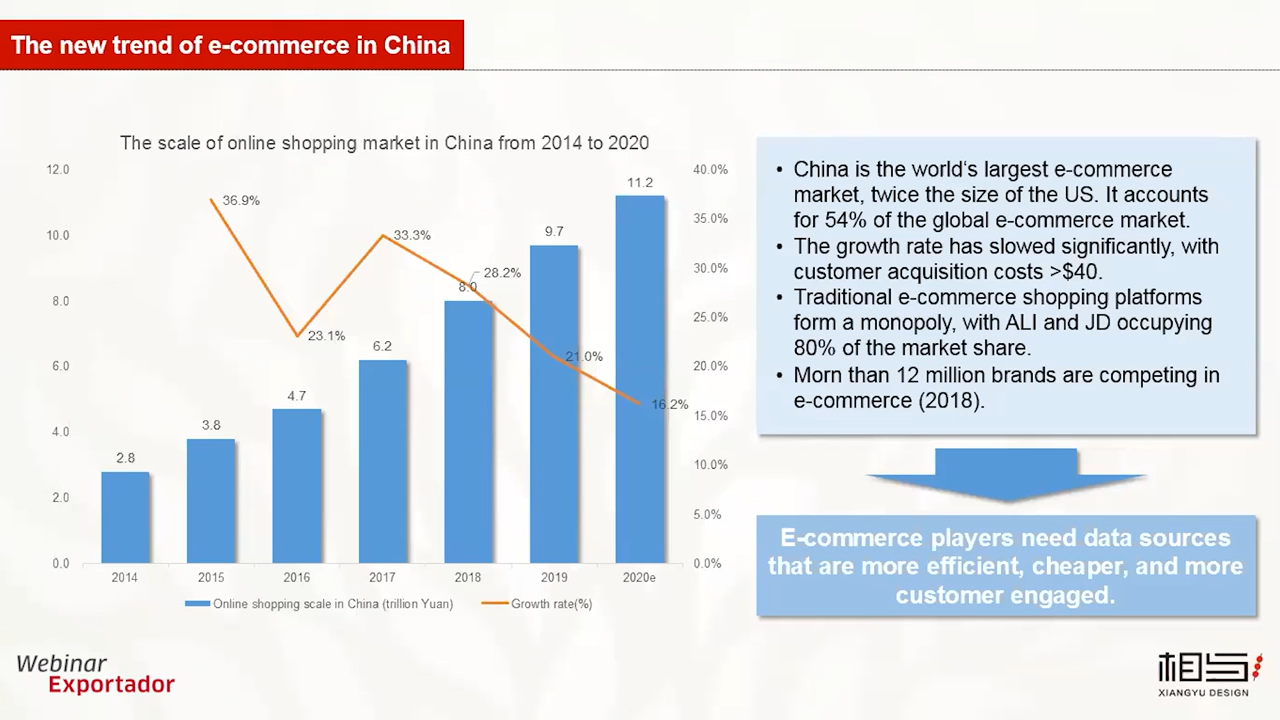 The new trend of e-commerce in China
The scale of online shopping market in China from 2014 to 2020
12.0
10.0
8.0
6.0
4.0
2.0
0.0
40.0%
35.0%
30.0%
25.0%
20.0%
15.0%
10.0%
5.0%
0.0%
2.8
3.8
4.7
6.2
8.0
9.7
11.2
36.9%
23.1%
33.3%
28.2%
21.0%
16.2%
2014
2015
2016
2017
2018
2019
2020e
Online shopping scale in China (trillion Yuan)
Growth rate(%)
• China is the world‘s largest e-commerce
market, twice the size of the US. It accounts
for 54% of the global e-commerce market.
• The growth rate has slowed significantly, with
customer acquisition costs >$40.
• Traditional e-commerce shopping platforms
form a monopoly, with ALI and JD occupying
80% of the market share.
• Morn than 12 million brands are competing in
e-commerce (2018).
E-commerce players need data sources
that are more efficient, cheaper, and more
customer engaged.
Webinar
Exportador
相与
XIANGYU DESIGN